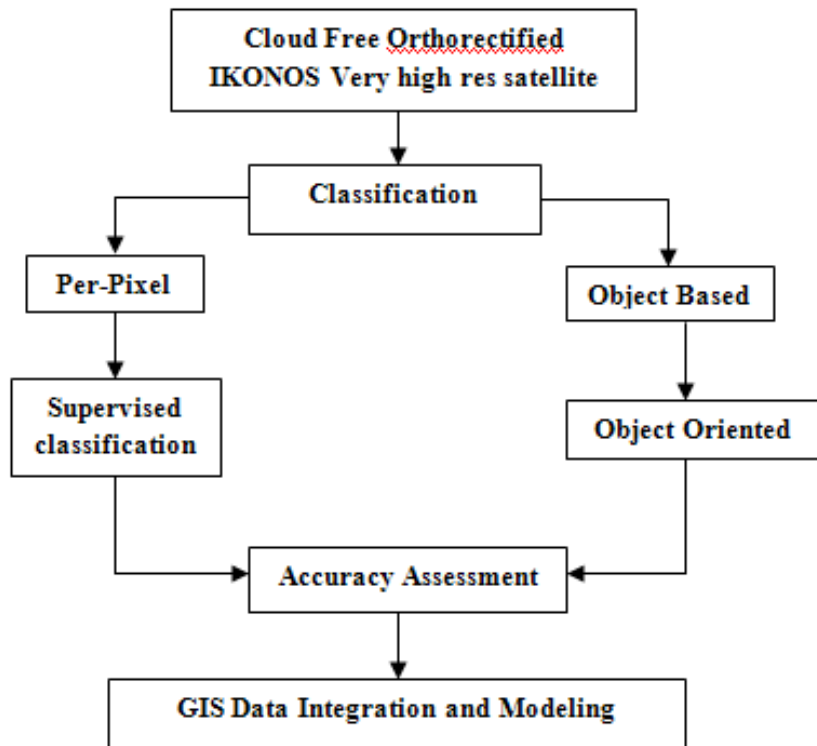 Cloud Free Orthorectified
IKONOS Very high res satellite
Classification
Per-Pixel
Object Based
Supervised
classification
Object Oriented
Accuracy Assessment
GIS Data Integration and Modeling